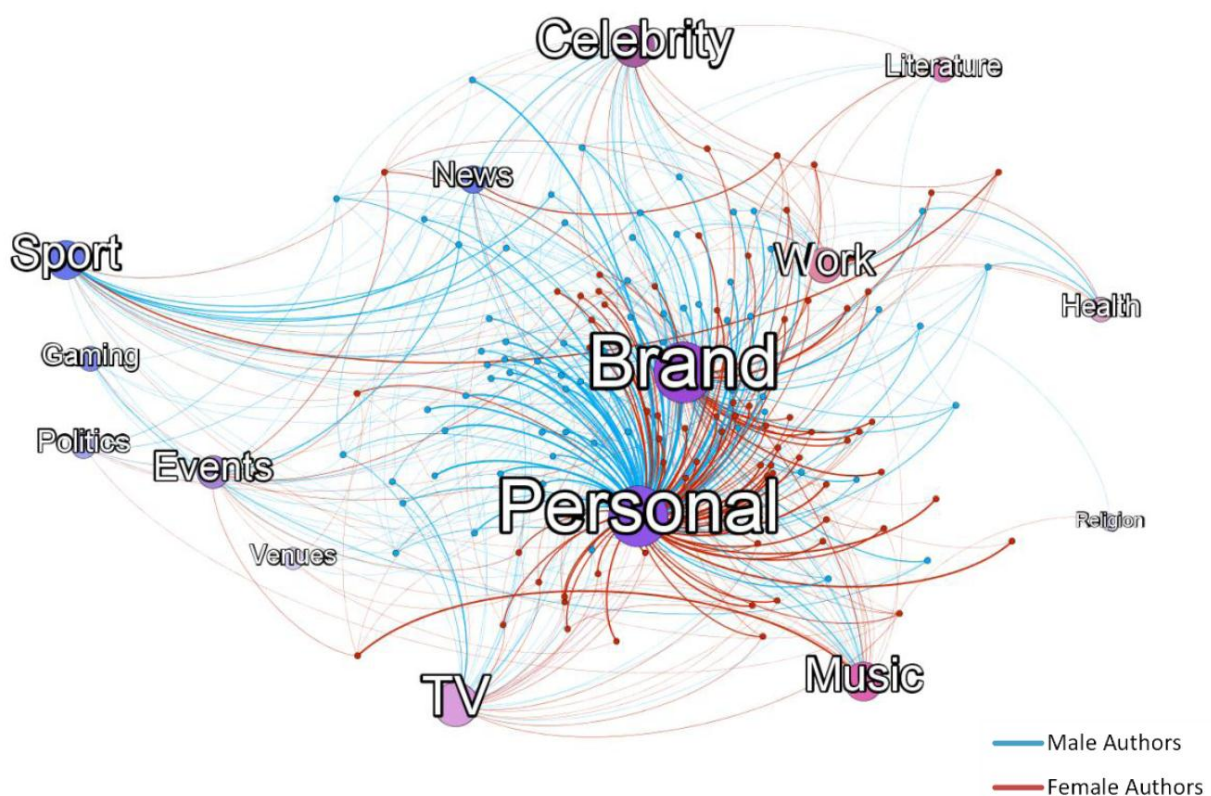 Celebrity
Literature
News
Sport
Work
Health
Gaming
Brand
Politics
Events
Personal
Religion
Venues
TV
Music
Male Authors
Female Authors